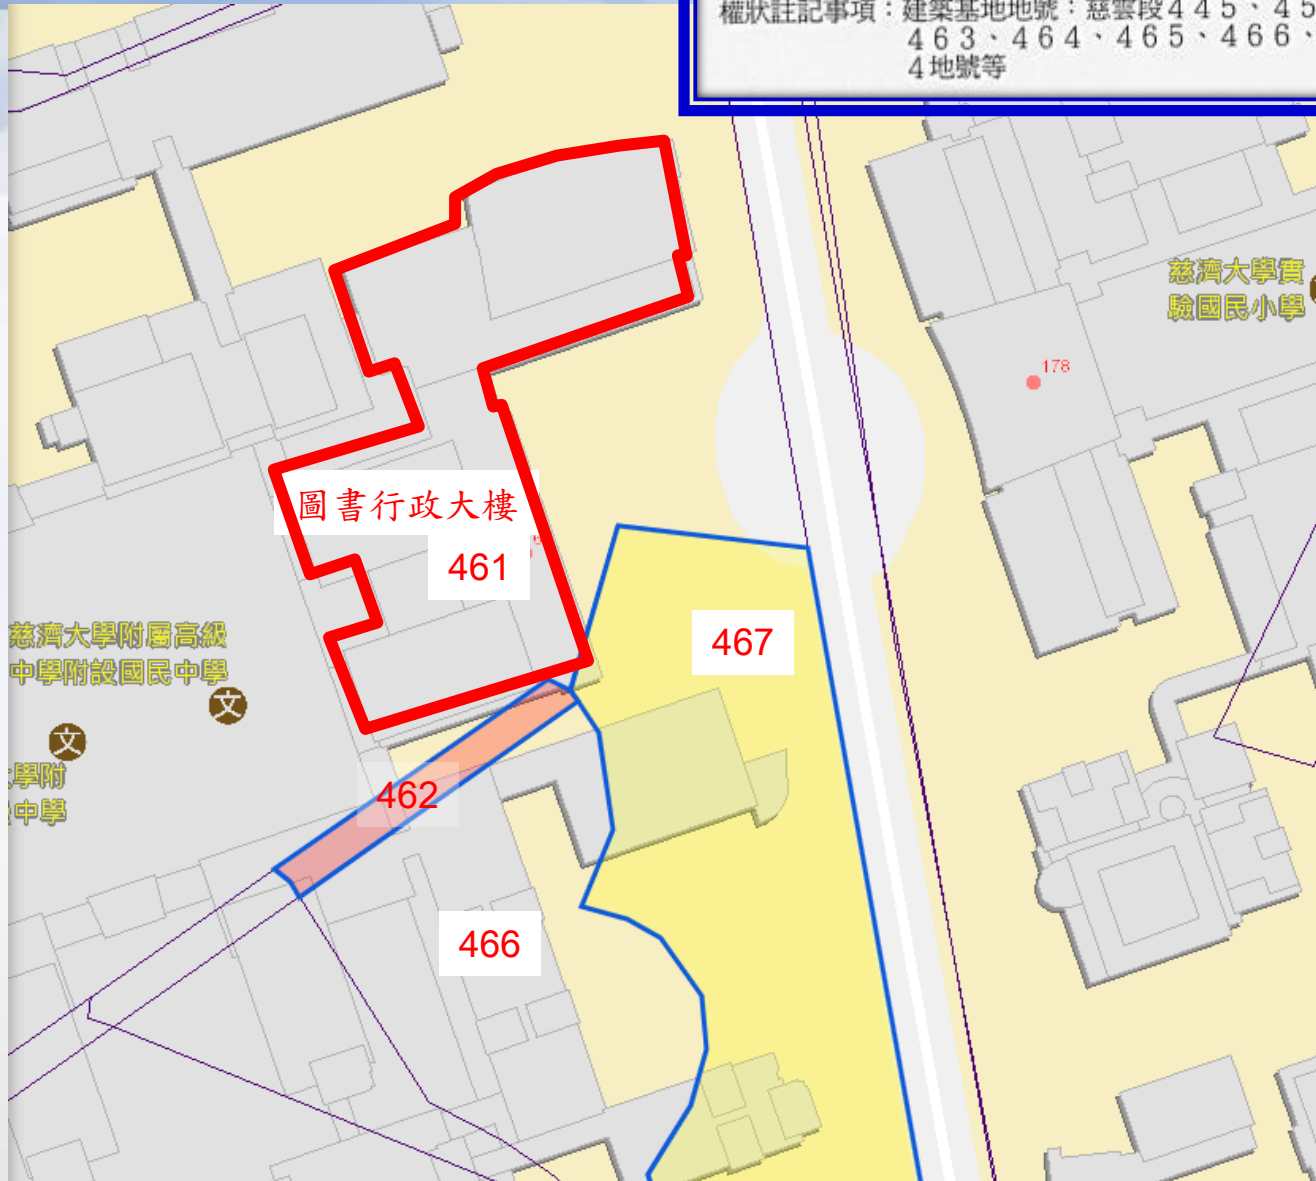 權狀註記事項：建築基地地號：慈雲段４４５、４５
４６３、４６４、４６５、４６６、
４地號等
慈濟大學實
驗國民小學
178
圖書行政大樓
461
467
慈濟大學附屬高級
中學附設國民中學
文
文
學附
中學
462
466